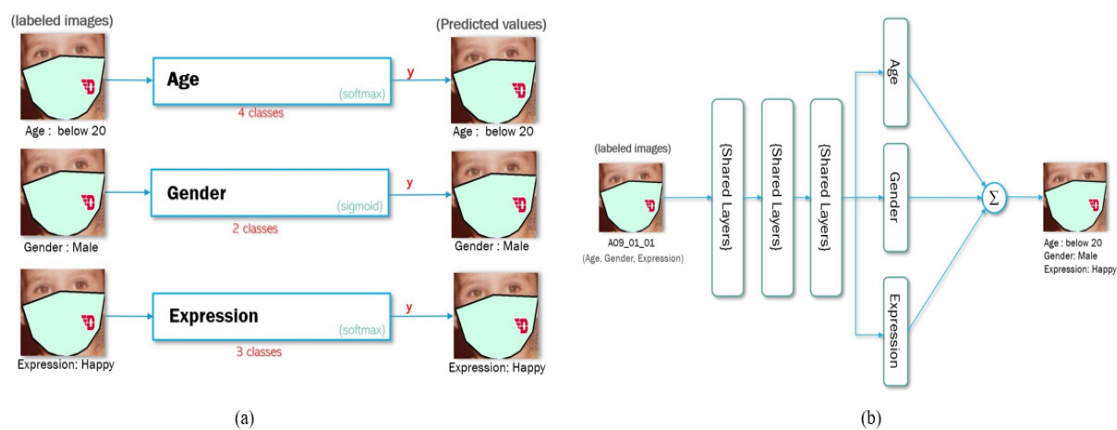 (labeled images)
(Predicted values)
Age
(softmax)
y
4 classes
Age : below 20
Age : below 20
Gender
(sigmoid)
y
2 classes
Gender : Male
Gender : Male
Expression
(softmax)
y
3 classes
Expression: Happy
Expression: Happy
(a)
(labeled images)
A09_01_01
(Age, Gender, Expression)
{Shared Layers}
{Shared Layers}
{Shared Layers}
Age
Gender
Expression
Σ
Age : below 20
Gender: Male
Expression: Happy
(b)